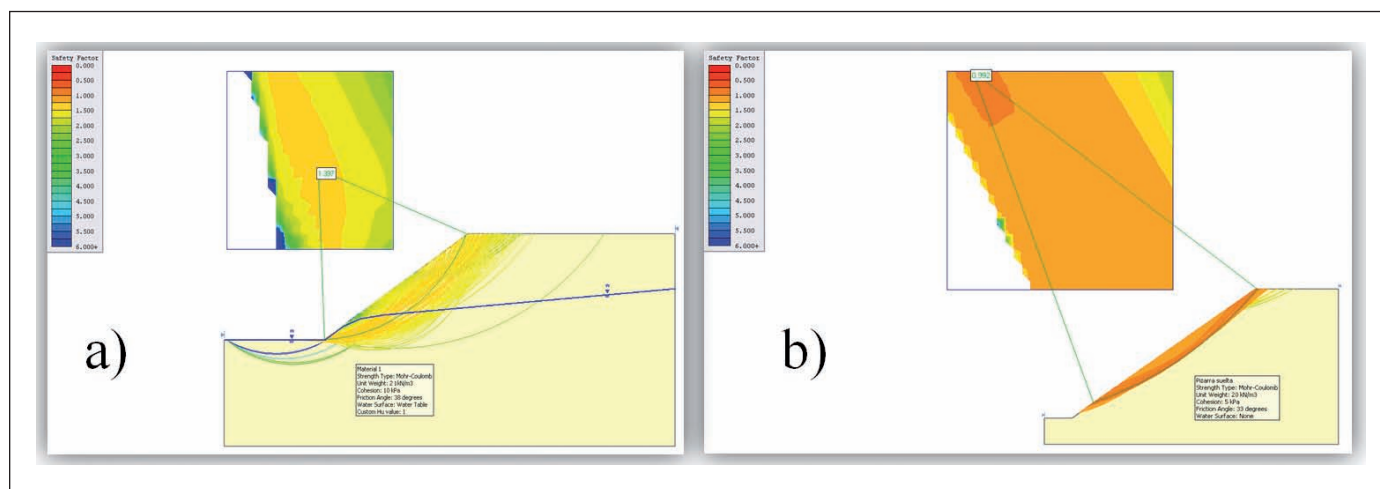 Safety Factor
0.000
0.500
1.000
1.500
2.000
2.500
3.000
3.500
4.000
4.500
5.000
5.500
6.000+
1.397
a)
Material 1
Strength Type: Mohr-Coulomb
Unit Weight: 2 kN/m3
Cohesion: 10 kPa
Friction Angle: 38 degrees
Water Surface: Water Table
Custom Hu value: 1
Safety Factor
0.000
0.500
1.000
1.500
2.000
2.500
3.000
3.500
4.000
4.500
5.000
5.500
6.000+
0.992
b)
Pizarra suelta
Strength Type: Mohr-Coulomb
Unit Weight: 23 kN/m3
Cohesion: 5 kPa
Friction Angle: 33 degrees
Water Surface: None